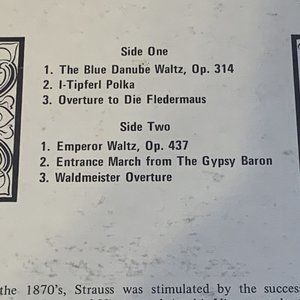 Side One
1. The Blue Danube Waltz, Op. 314
2. I-Tipferl Polka
3. Overture to Die Fledermaus
Side Two
1. Emperor Waltz, Op. 437
2. Entrance March from The Gypsy Baron
3. Waldmeister Overture
the 1870's, Strauss was stimulated by the success